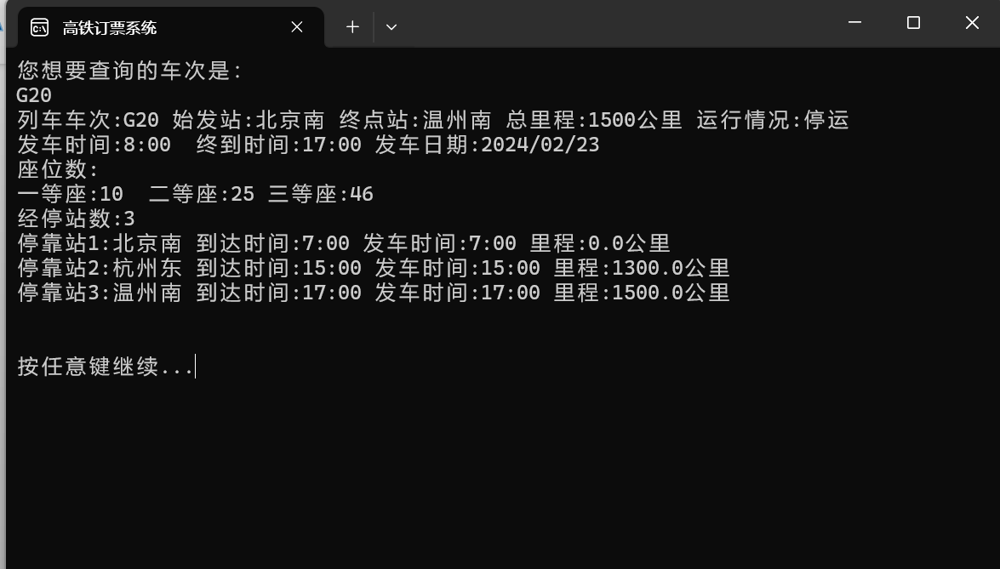 高铁订票系统
您想要查询的车次是:
G20
列车车次:G20 始发站:北京南 终点站:温州南 总里程:1500公里 运行情况:停运
发车时间:8:00  终到时间:17:00 发车日期:2024/02/23
座位数:
一等座:10  二等座:25 三等座:46
经停站数:3
停靠站1:北京南 到达时间:7:00 发车时间:7:00 里程:0.0公里
停靠站2:杭州东 到达时间:15:00 发车时间:15:00 里程:1300.0公里
停靠站3:温州南 到达时间:17:00 发车时间:17:00 里程:1500.0公里
按任意键继续...